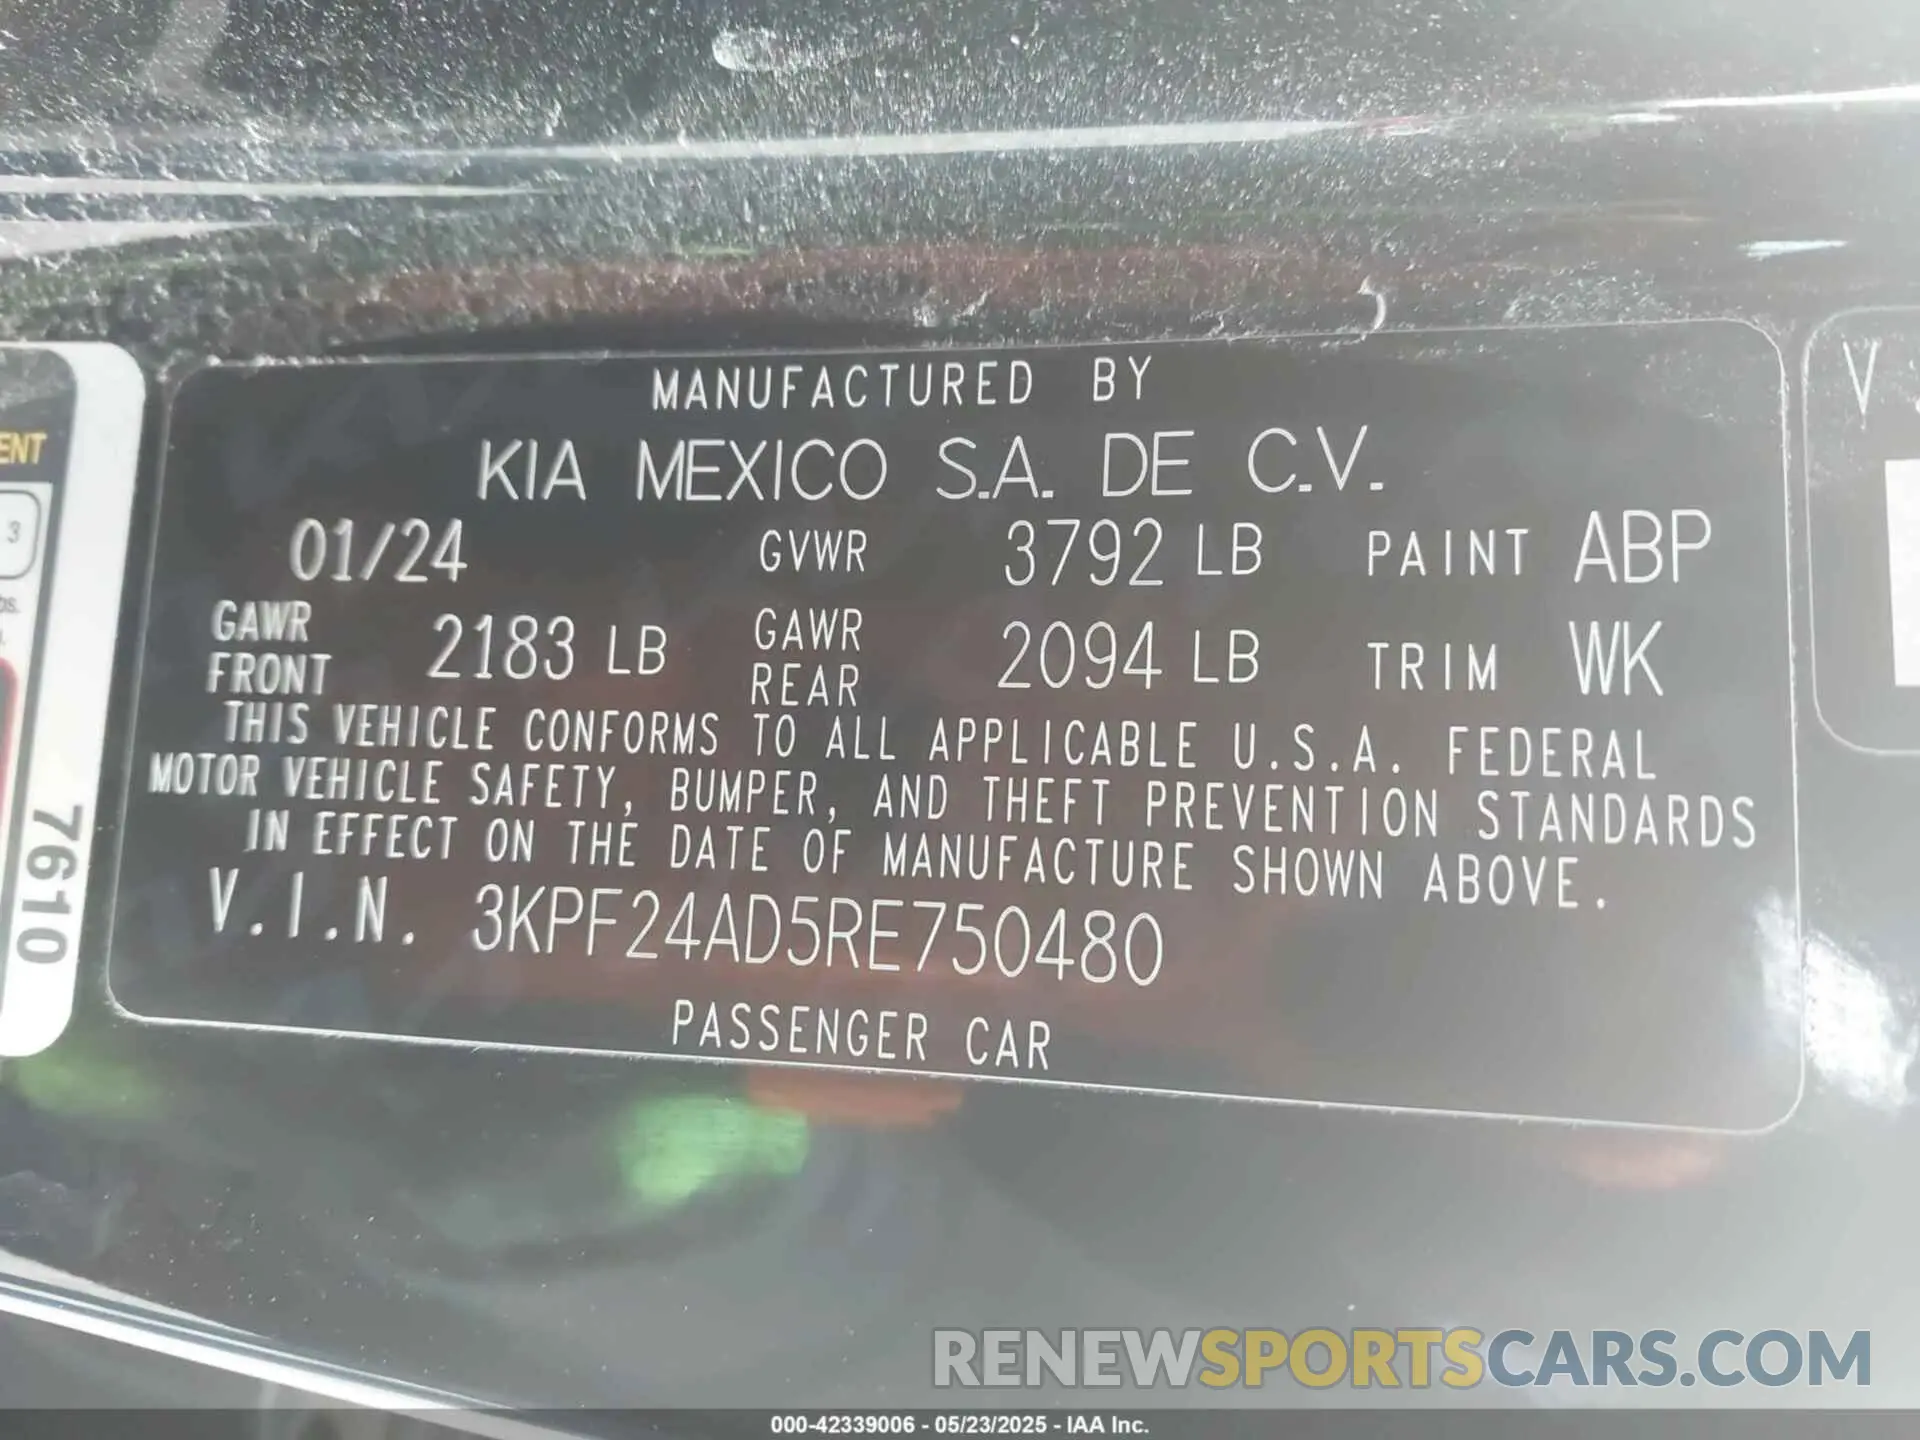 MANUFACTURED BY
KIA MEXICO S.A. DE C.V.
01/24 GVWR 3792 LB PAINT ABP
GAWR FRONT 2183 LB GAWR REAR 2094 LB TRIM WK
THIS VEHICLE CONFORMS TO ALL APPLICABLE U.S.A. FEDERAL
MOTOR VEHICLE SAFETY, BUMPER, AND THEFT PREVENTION STANDARDS
IN EFFECT ON THE DATE OF MANUFACTURE SHOWN ABOVE.
V.I.N. 3KPF24AD5RE750480
PASSENGER CAR
ENT
3
7610
V
RENEWSPORTSCARS.COM
000-42339006 - 05/23/2025 - IAA Inc.